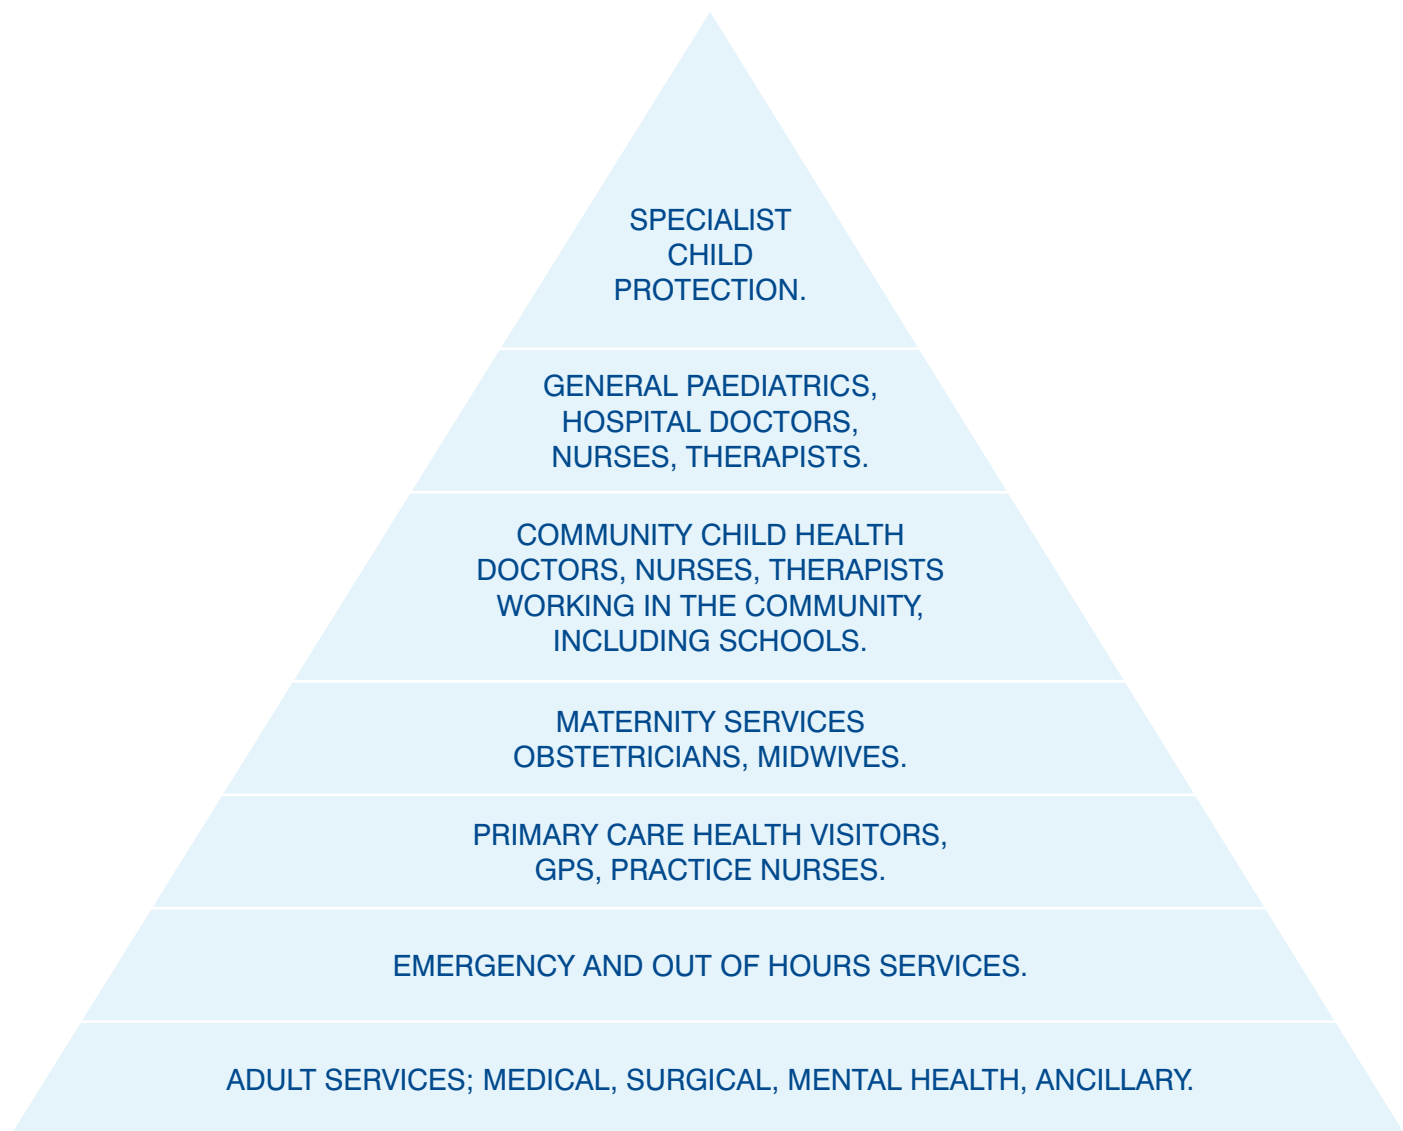 SPECIALIST
CHILD
PROTECTION.
GENERAL PAEDIATRICS,
HOSPITAL DOCTORS,
NURSES, THERAPISTS.
COMMUNITY CHILD HEALTH
DOCTORS, NURSES, THERAPISTS
WORKING IN THE COMMUNITY,
INCLUDING SCHOOLS.
MATERNITY SERVICES
OBSTETRICIANS, MIDWIVES.
PRIMARY CARE HEALTH VISITORS,
GPS, PRACTICE NURSES.
EMERGENCY AND OUT OF HOURS SERVICES.
ADULT SERVICES; MEDICAL, SURGICAL, MENTAL HEALTH, ANCILLARY.